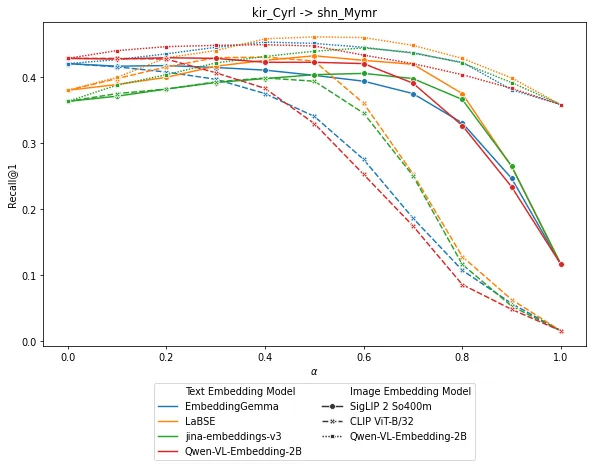 kir_Cyrl -> shn_Mymr
Recall@1
0.4
0.3
0.2
0.1
0.0
0.0 0.2 0.4 0.6 0.8 1.0
α
Text Embedding Model Image Embedding Model
EmbeddingGemma SigLIP 2 So400m
LaBSE CLIP ViT-B/32
jina-embeddings-v3 Qwen-VL-Embedding-2B
Qwen-VL-Embedding-2B